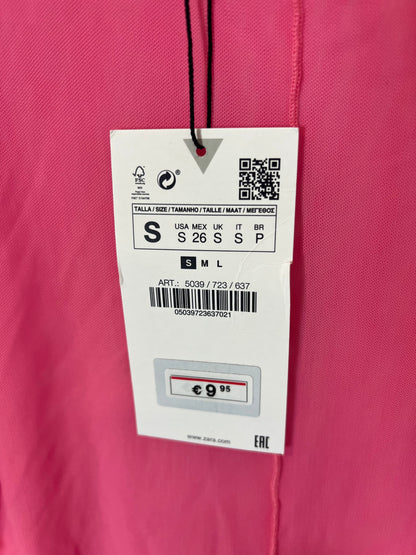 FSC
TALLA / SIZE / TAMANHO / TAILLE / MAAT / ΜΕΓΕΘΟΣ
S
USA MEX UK IT BR
S 26 S S P
S M L
ART.: 5039 / 723 / 637
05039723637021
€ 9 95
www.zara.com
EAC